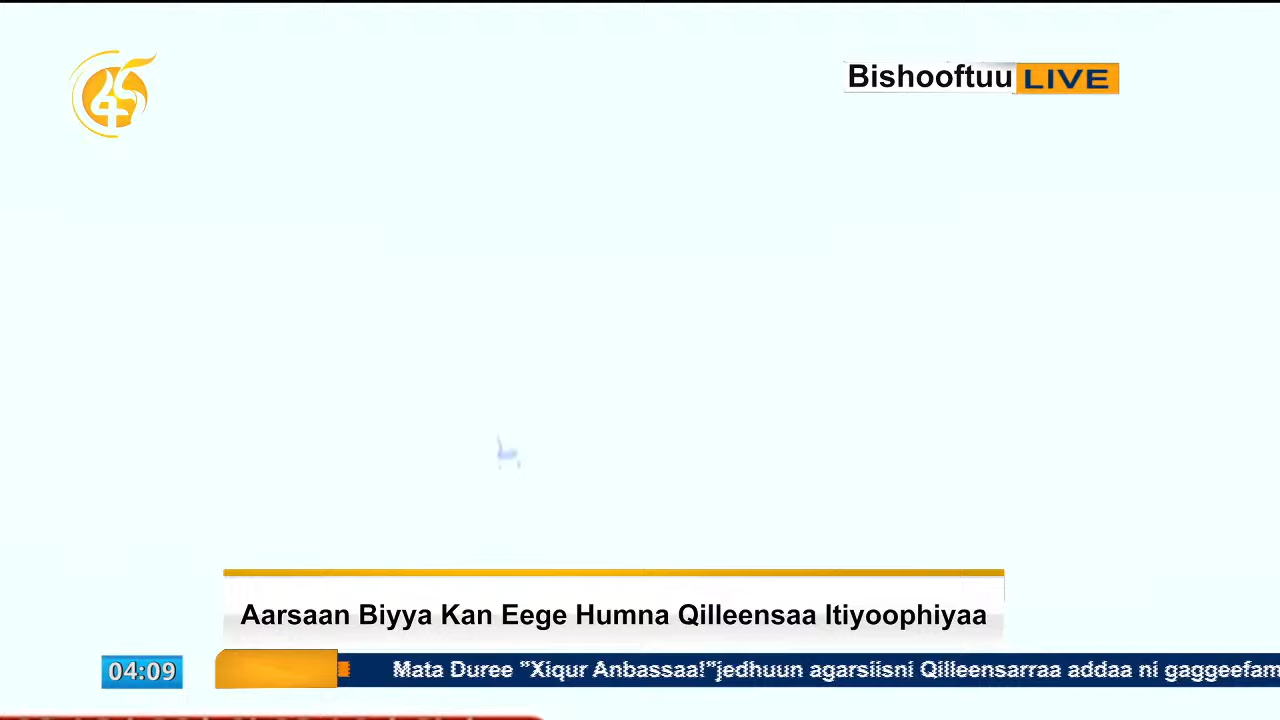 Bishooftuu LIVE
Aarsaan Biyya Kan Eege Humna Qilleensaa Itiyoophiyaa
04:09
Mata Duree "Xiqur Anbassaa!"jedhuun agarsiisni Qilleensarraa addaa ni gaggeefam